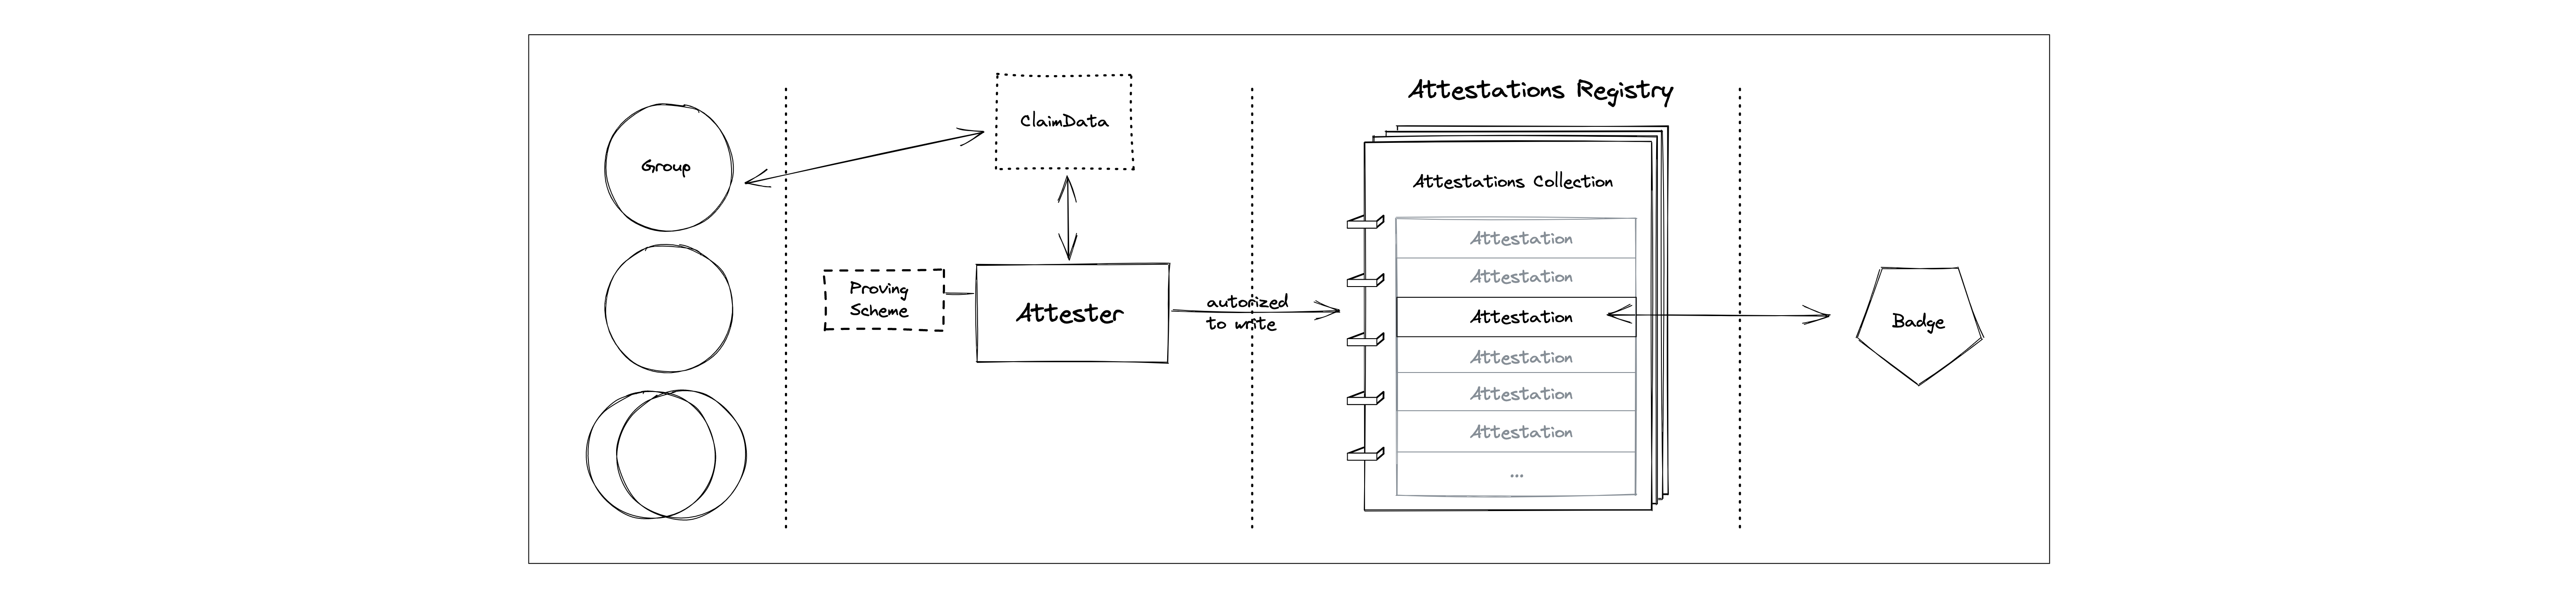 Group
ClaimData
Proving
Scheme
Attester
autorized
to write
Attestations Registry
Attestations Collection
Attestation
Attestation
Attestation
Attestation
Attestation
Attestation
...
Badge